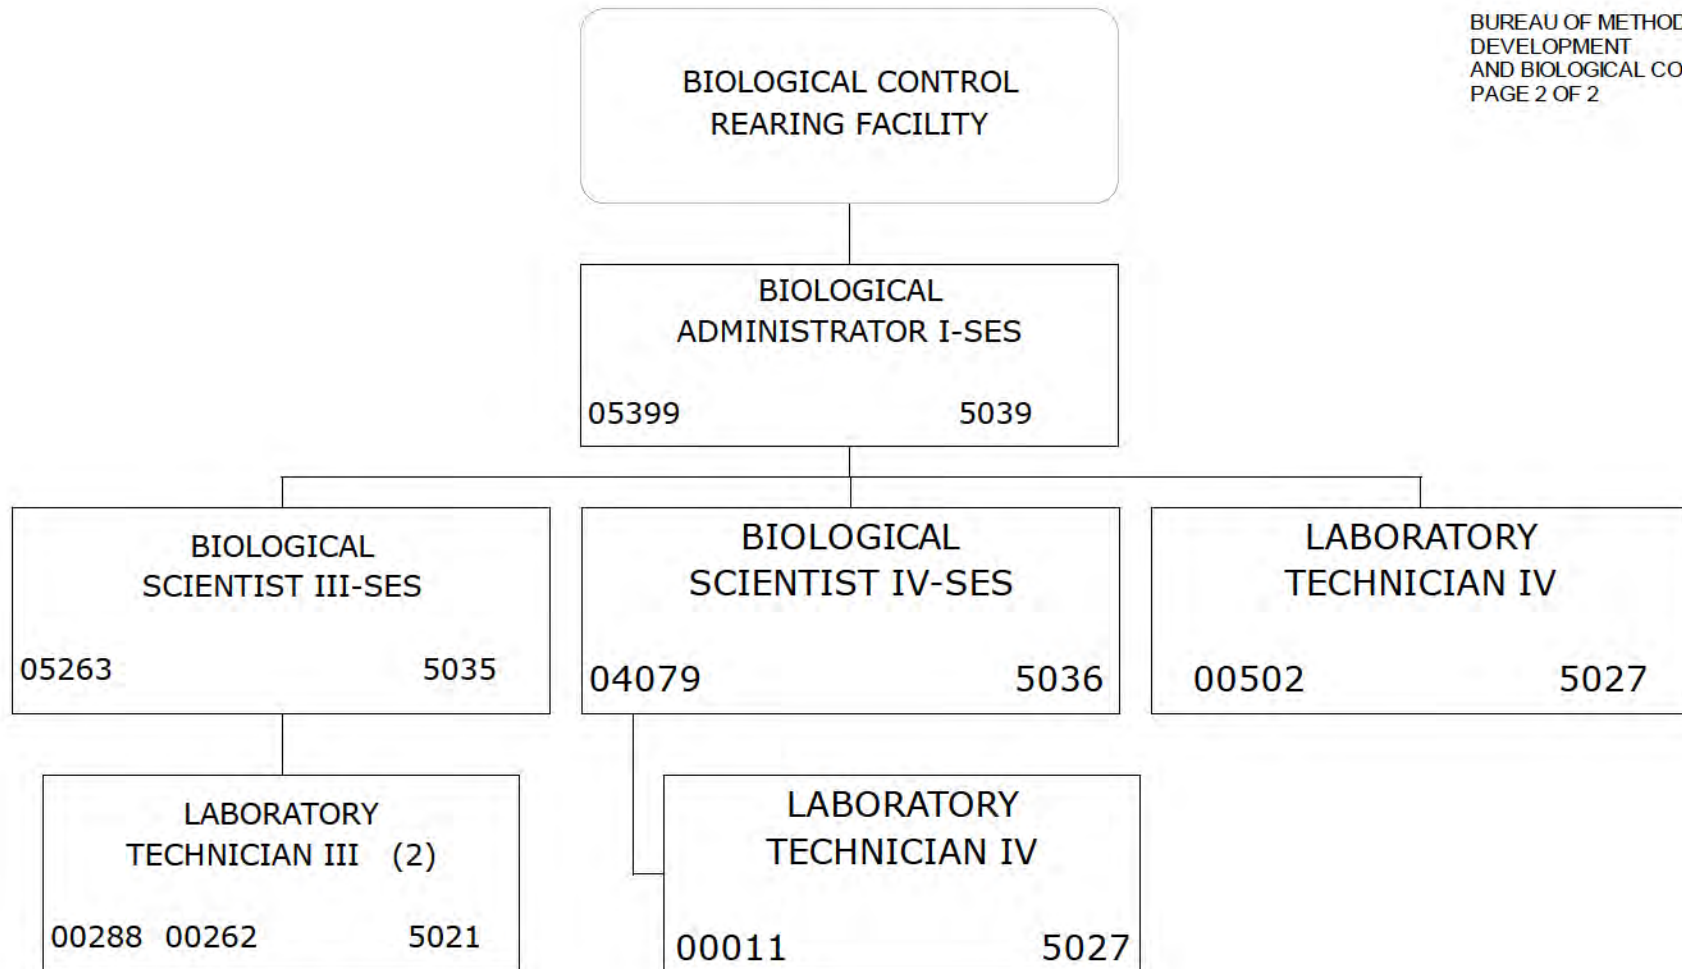 BUREAU OF METHOD
DEVELOPMENT
AND BIOLOGICAL CO
PAGE 2 OF 2
BIOLOGICAL CONTROL
REARING FACILITY
BIOLOGICAL
ADMINISTRATOR I-SES
05399 5039
BIOLOGICAL
SCIENTIST III-SES
05263 5035
BIOLOGICAL
SCIENTIST IV-SES
04079 5036
LABORATORY
TECHNICIAN IV
00502 5027
LABORATORY
TECHNICIAN III (2)
00288 00262 5021
LABORATORY
TECHNICIAN IV
00011 5027